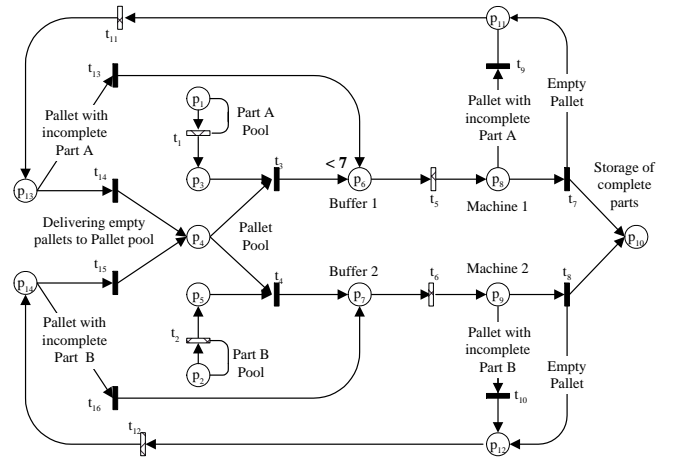 p11
t11
t13
t9
p1
Part A
Pool
t1
Empty
Pallet
Pallet with
incomplete
Part A
Pallet with
incomplete
Part A
t3
< 7
p3
p6
t5
p8
t7
Storage of
complete
parts
p13
t14
Buffer 1
Machine 1
Delivering empty
pallets to Pallet pool
p4
Pallet
Pool
p10
t15
t4
Buffer 2
t6
Machine 2
t8
p14
p5
p7
p9
Pallet with
incomplete
Part B
t2
Part B
Pool
p2
Pallet with
incomplete
Part B
Empty
Pallet
t16
t10
t12
p12